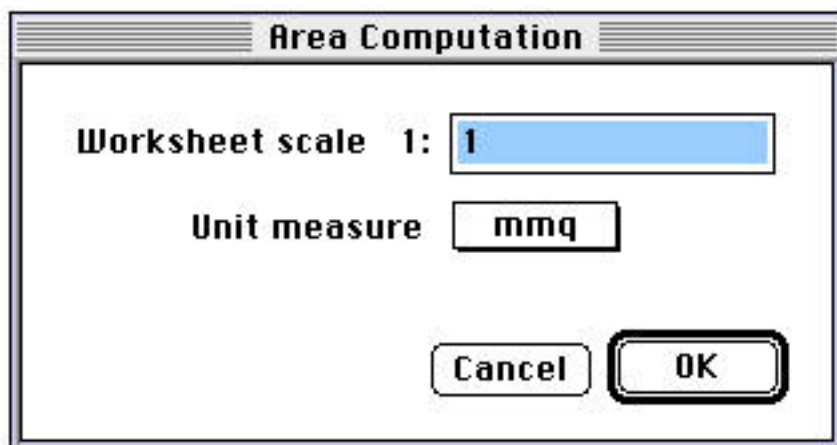 Area Computation
Worksheet scale 1: 1
Unit measure mmq
Cancel OK